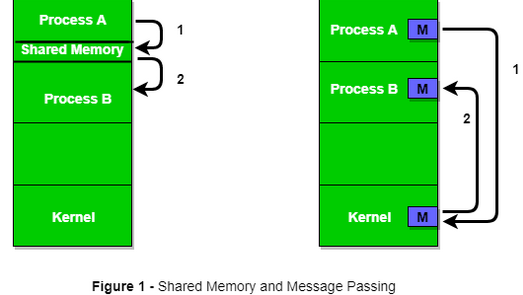 Process A
1
Shared Memory
2
Process B
Kernel
Process A
M
1
Process B
M
2
Kernel
M
Figure 1 - Shared Memory and Message Passing